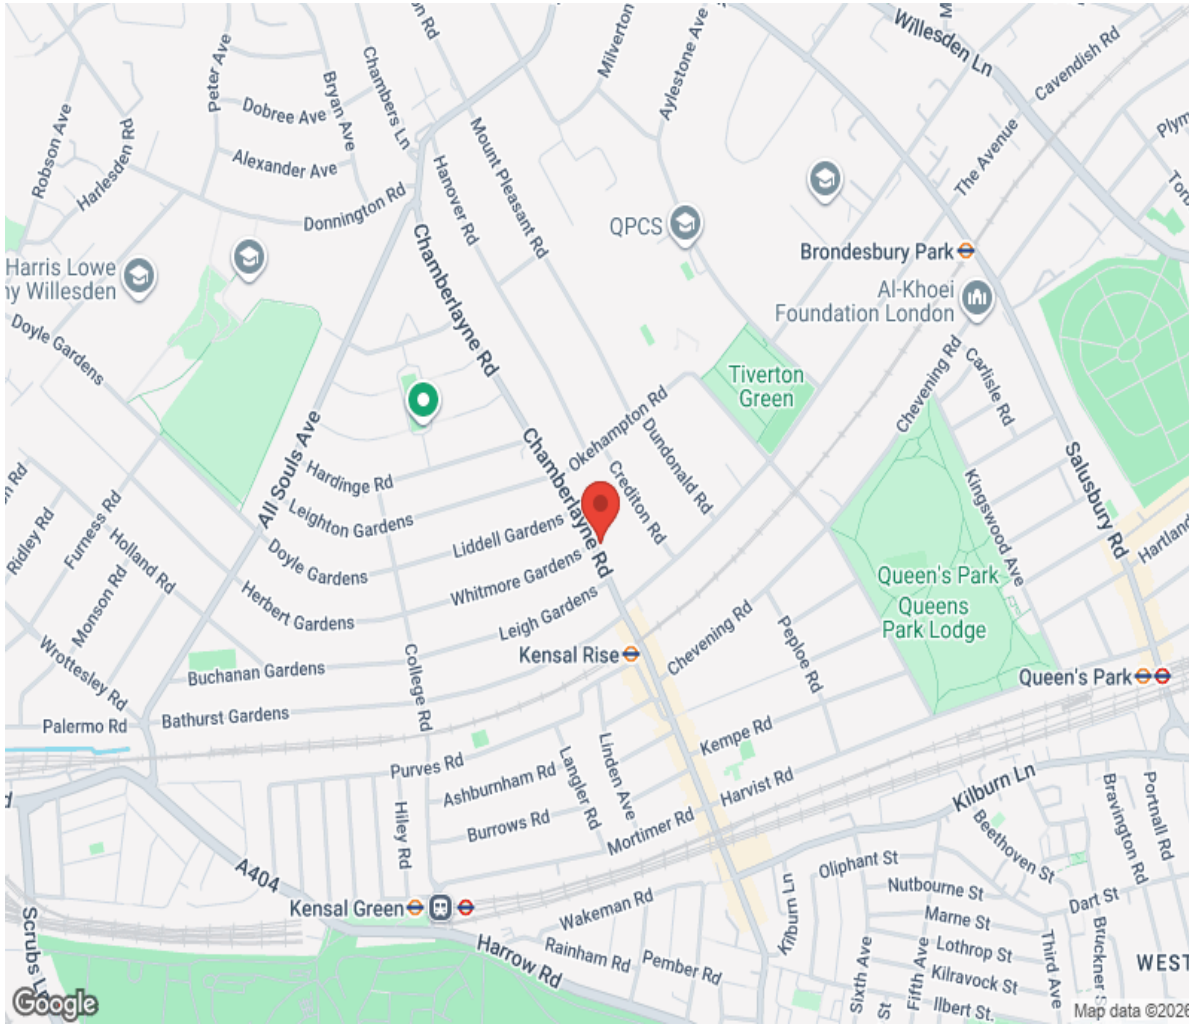 Willesden Ln
Cavendish Rd
Milverton
Aylestone Ave
Peter Ave
Chambers Ln
Bryan Ave
Dobree Ave
Robson Ave
Harlesden Rd
Alexander Ave
Mount Pleasant Rd
Hanover Rd
The Avenue
Donnington Rd
QPCS
Brondesbury Park
Chamberlayne Rd
Harris Lowe
ny Willesden
Al-Khoei
Foundation London
Doyle Gardens
Tiverton
Green
Chevening Rd
Carlisle Rd
Okehampton Rd
Dundonald Rd
All Souls Ave
Chamberlayne Rd
Crediton Rd
Salusbury Rd
Kingswood Ave
Hardinge Rd
Leighton Gardens
Liddell Gardens
Furness Rd
Ridley Rd
Holland Rd
Doyle Gardens
Whitmore Gardens
Hartland
Monson Rd
Herbert Gardens
Leigh Gardens
Queen's Park
Queens
Park Lodge
Chevening Rd
Peploe Rd
Wrottesley Rd
Buchanan Gardens
College Rd
Kensal Rise
Queen's Park
Palermo Rd
Bathurst Gardens
Kempe Rd
Purves Rd
Linden Ave
Langler Rd
Ashburnham Rd
Harvist Rd
Kilburn Ln
Hiley Rd
Burrows Rd
Mortimer Rd
Beethoven St
Bravington Rd
Portnall Rd
A404
Oliphant St
Nutbourne St
Dart St
Kensal Green
Wakeman Rd
Kilburn Ln
Marne St
Harrow Rd
Rainham Rd
Pember Rd
Lothrop St
Kilravock St
Ilbert St.
Sixth Ave
Fifth Ave
Third Ave
Bruckner S
WEST
Google
Map data ©2026